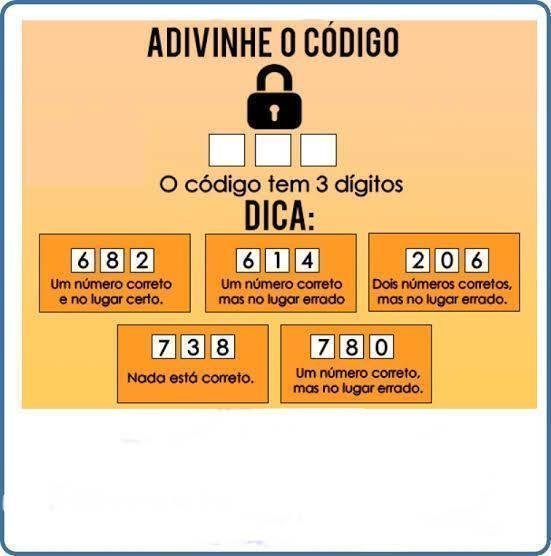 ADIVINHE O CÓDIGO
O código tem 3 dígitos
DICA:
6 8 2
Um número correto
e no lugar certo.
6 1 4
Um número correto
mas no lugar errado
2 0 6
Dois números corretos,
mas no lugar errado.
7 3 8
Nada está correto.
7 8 0
Um número correto,
mas no lugar errado.